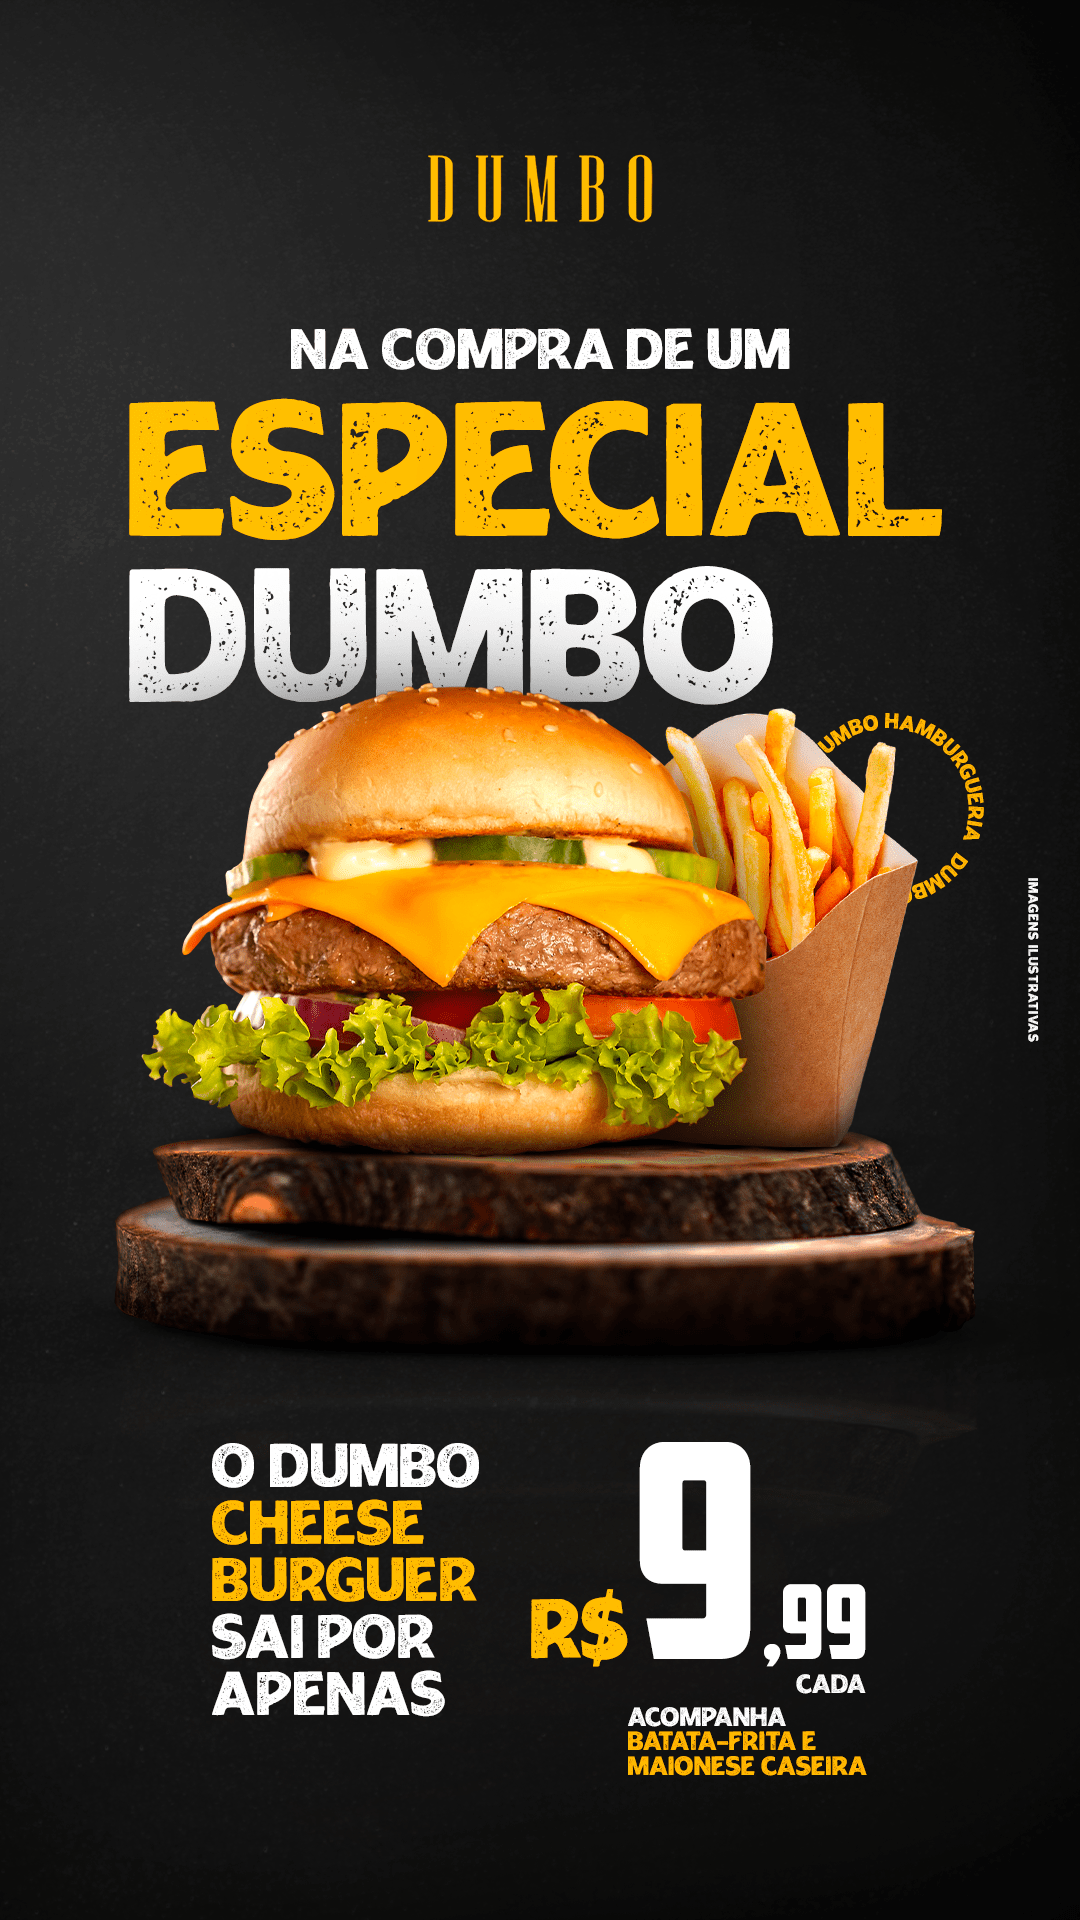 DUMBO
NA COMPRA DE UM
ESPECIAL
DUMBO
UMBO HAMBURGUERIA DUMBO
IMAGENS ILUSTRATIVAS
O DUMBO
CHEESE
BURGUER
SAI POR
APENAS
R$ 9,99
CADA
ACOMPANHA
BATATA-FRITA E
MAIONESE CASEIRA